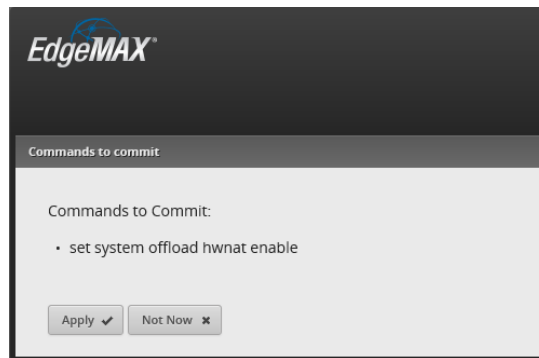 EdgeMAX®
Commands to commit
Commands to Commit:
• set system offload hwnat enable
Apply ✔ Not Now ✖